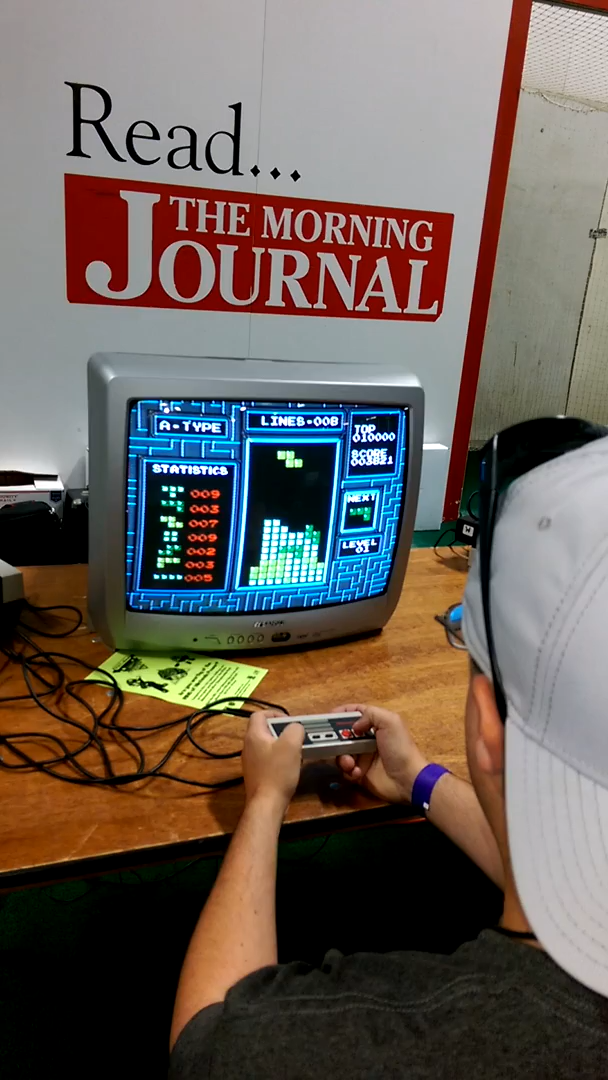 Read...
THE MORNING
JOURNAL
A-TYPE
LINES-008
TOP
010000
SCORE
003821
STATISTICS
009
003
007
009
002
003
005
NEXT
LEVEL
01